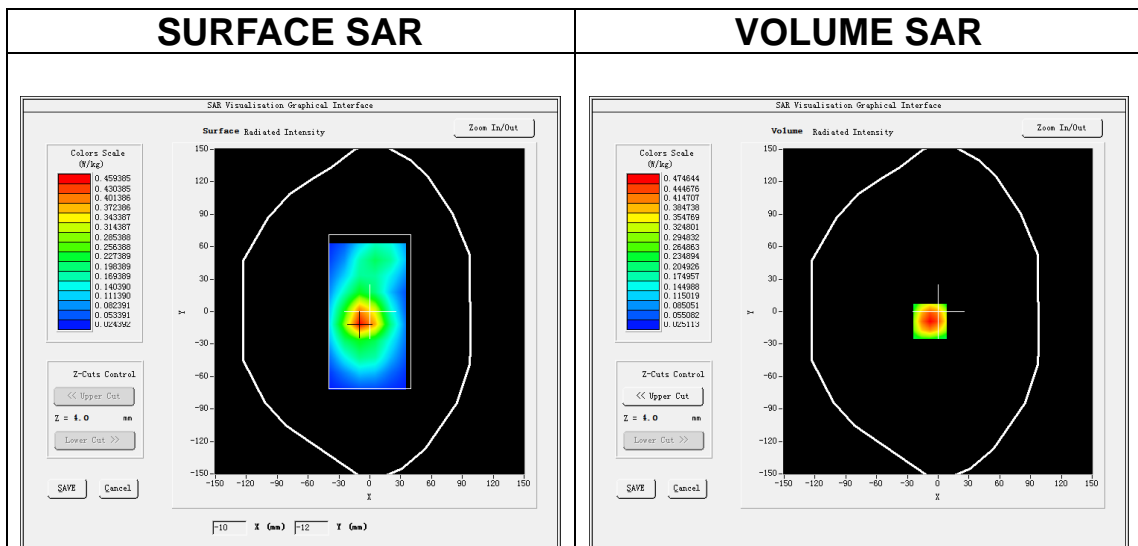 SURFACE SAR
VOLUME SAR
SAR Visualisation Graphical Interface
Surface Radiated Intensity
Zoom In/Out
Colors Scale
(W/kg)
0.459385
0.430385
0.401386
0.372386
0.343387
0.314387
0.285388
0.256388
0.227389
0.198389
0.169389
0.140390
0.111390
0.082391
0.053391
0.024392
150
120
90
60
30
0
-30
-60
-90
-120
-150
Y
-150 -120 -90 -60 -30 0 30 60 90 120 150
X
Z-Cuts Control
<< Upper Cut
Z = 4.0 mm
Lower Cut >>
SAVE Cancel
-10 X (mm) -12 Y (mm)
SAR Visualisation Graphical Interface
Volume Radiated Intensity
Zoom In/Out
Colors Scale
(W/kg)
0.474644
0.444676
0.414707
0.384738
0.354769
0.324801
0.294832
0.264863
0.234894
0.204926
0.174957
0.144988
0.115019
0.085051
0.055082
0.025113
150
120
90
60
30
0
-30
-60
-90
-120
-150
Y
-150 -120 -90 -60 -30 0 30 60 90 120 150
X
Z-Cuts Control
<< Upper Cut
Z = 4.0 mm
Lower Cut >>
SAVE Cancel